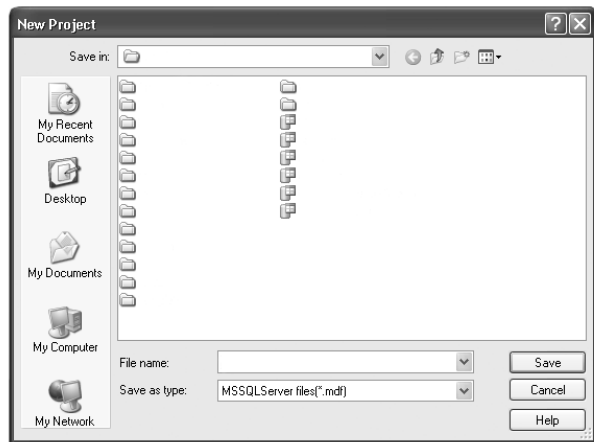 New Project
Save in:
My Recent
Documents
Desktop
My Documents
My Computer
My Network
File name:
Save as type:
MSSQLServer files(*.mdf)
Save
Cancel
Help